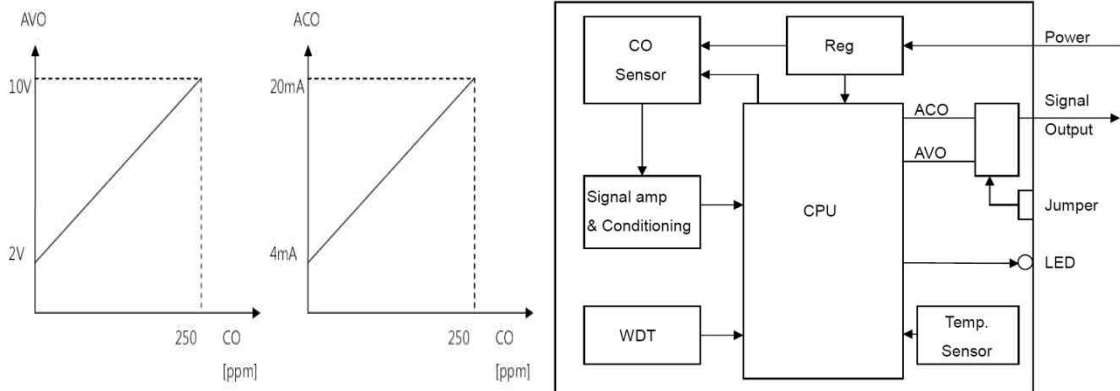 AVO
10V
2V
250
CO
[ppm]
ACO
20mA
4mA
250
CO
[ppm]
CO
Sensor
Reg
Power
ACO
AVO
Signal
Output
Signal amp
& Conditioning
CPU
Jumper
LED
WDT
Temp.
Sensor